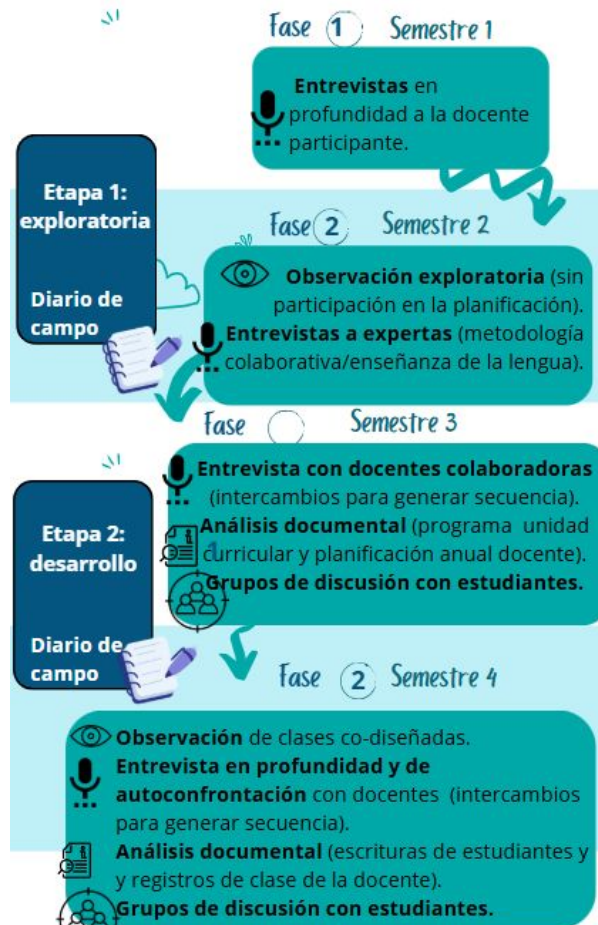 Fase 1 Semestre 1
Entrevistas en
profundidad a la docente
participante.
Etapa 1:
exploratoria
Diario de
campo
Fase 2 Semestre 2
Observación exploratoria (sin
participación en la planificación).
Entrevistas a expertas (metodología
colaborativa/enseñanza de la lengua).
Fase Semestre 3
Entrevista con docentes colaboradoras
(intercambios para generar secuencia).
Análisis documental (programa unidad
1
curricular y planificación anual docente).
Grupos de discusión con estudiantes.
Etapa 2:
desarrollo
Diario de
campo
Fase 2 Semestre 4
Observación de clases co-diseñadas.
Entrevista en profundidad y de
autoconfrontación con docentes (intercambios
para generar secuencia).
Análisis documental (escrituras de estudiantes y
y registros de clase de la docente).
Grupos de discusión con estudiantes.